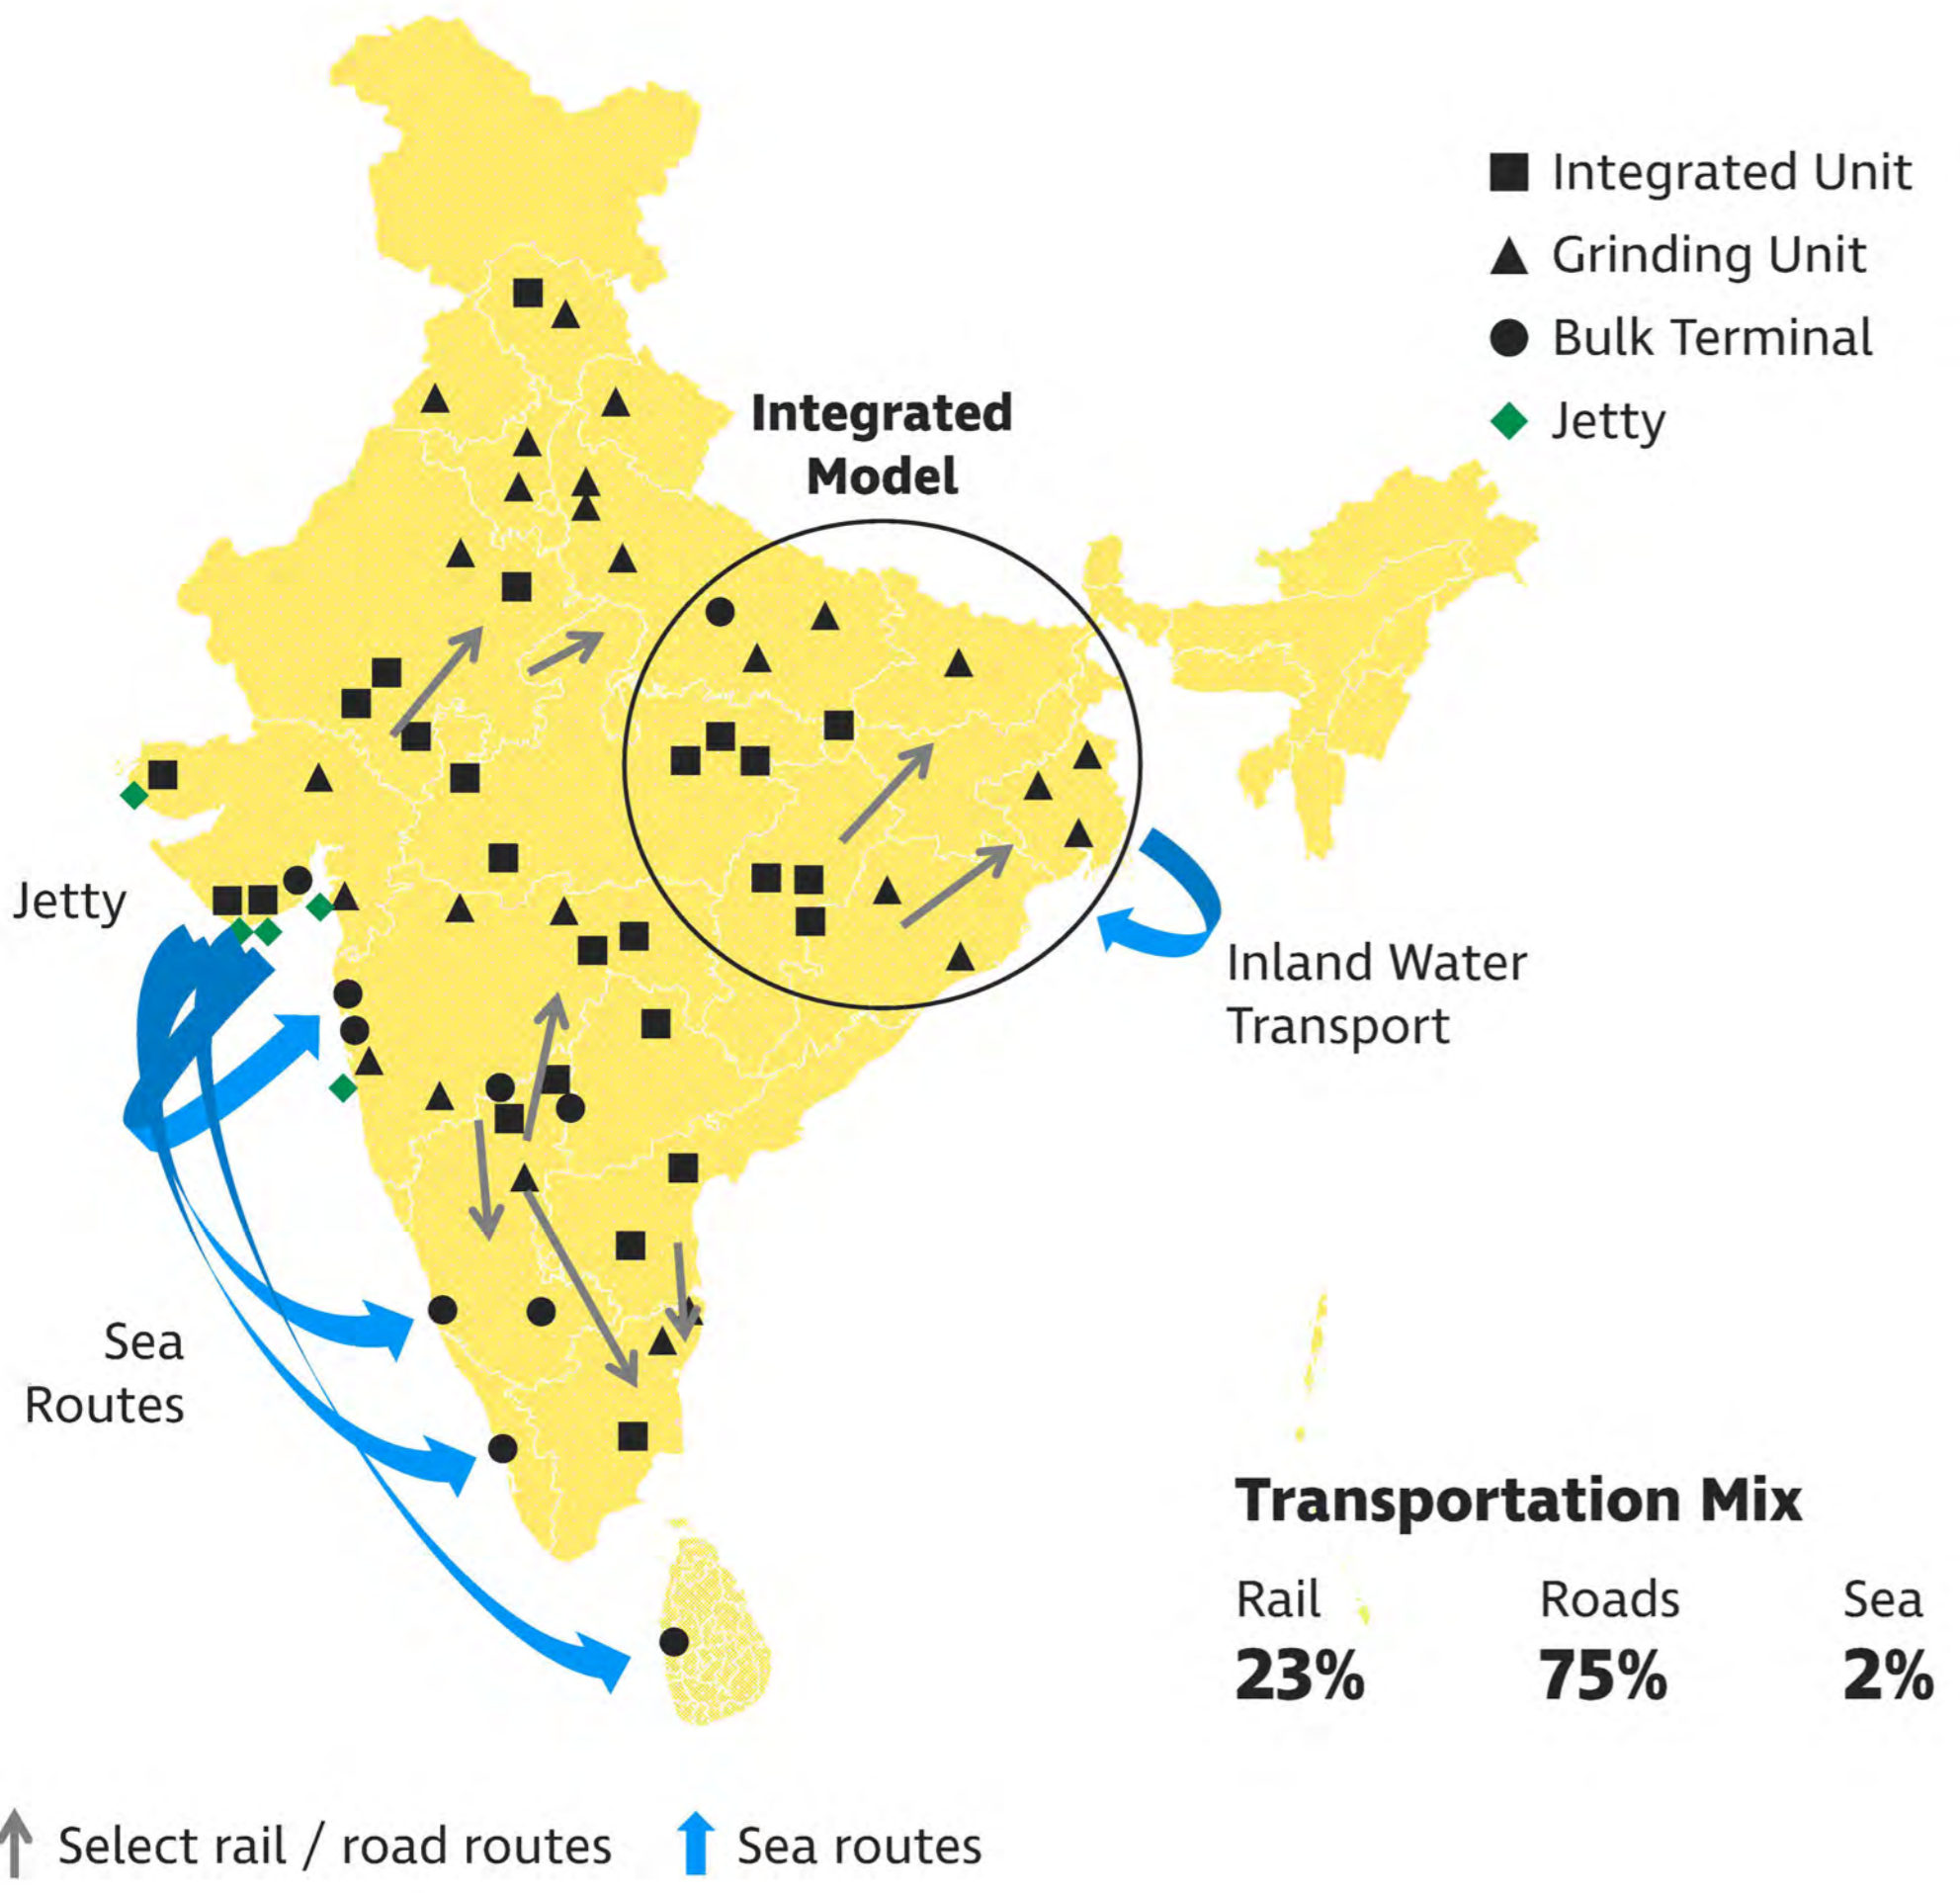 Integrated Unit
Grinding Unit
Bulk Terminal
Jetty
Integrated
Model
Jetty
Inland Water
Transport
Sea
Routes
Transportation Mix
Rail
Roads
Sea
23%
75%
2%
Select rail / road routes
Sea routes